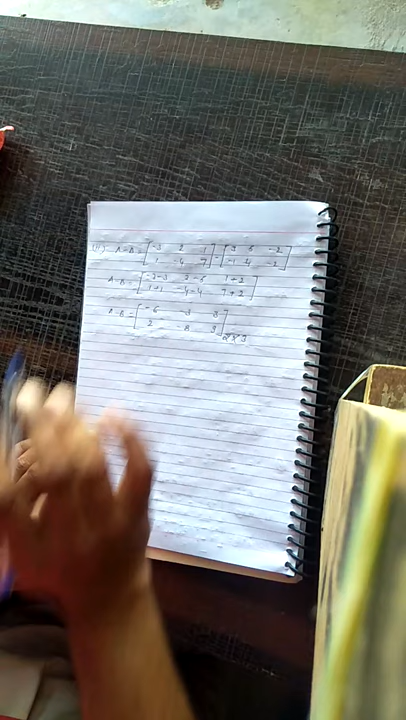 (iii) A-B = [-3 2 1] - [3 5 -2]
[1 -4 7] [-1 4 -2]
A-B = [-3-3 2-5 1+2]
[1+1 -4-4 7+2]
A-B = [-6 -3 3]
[2 -8 9] 2×3